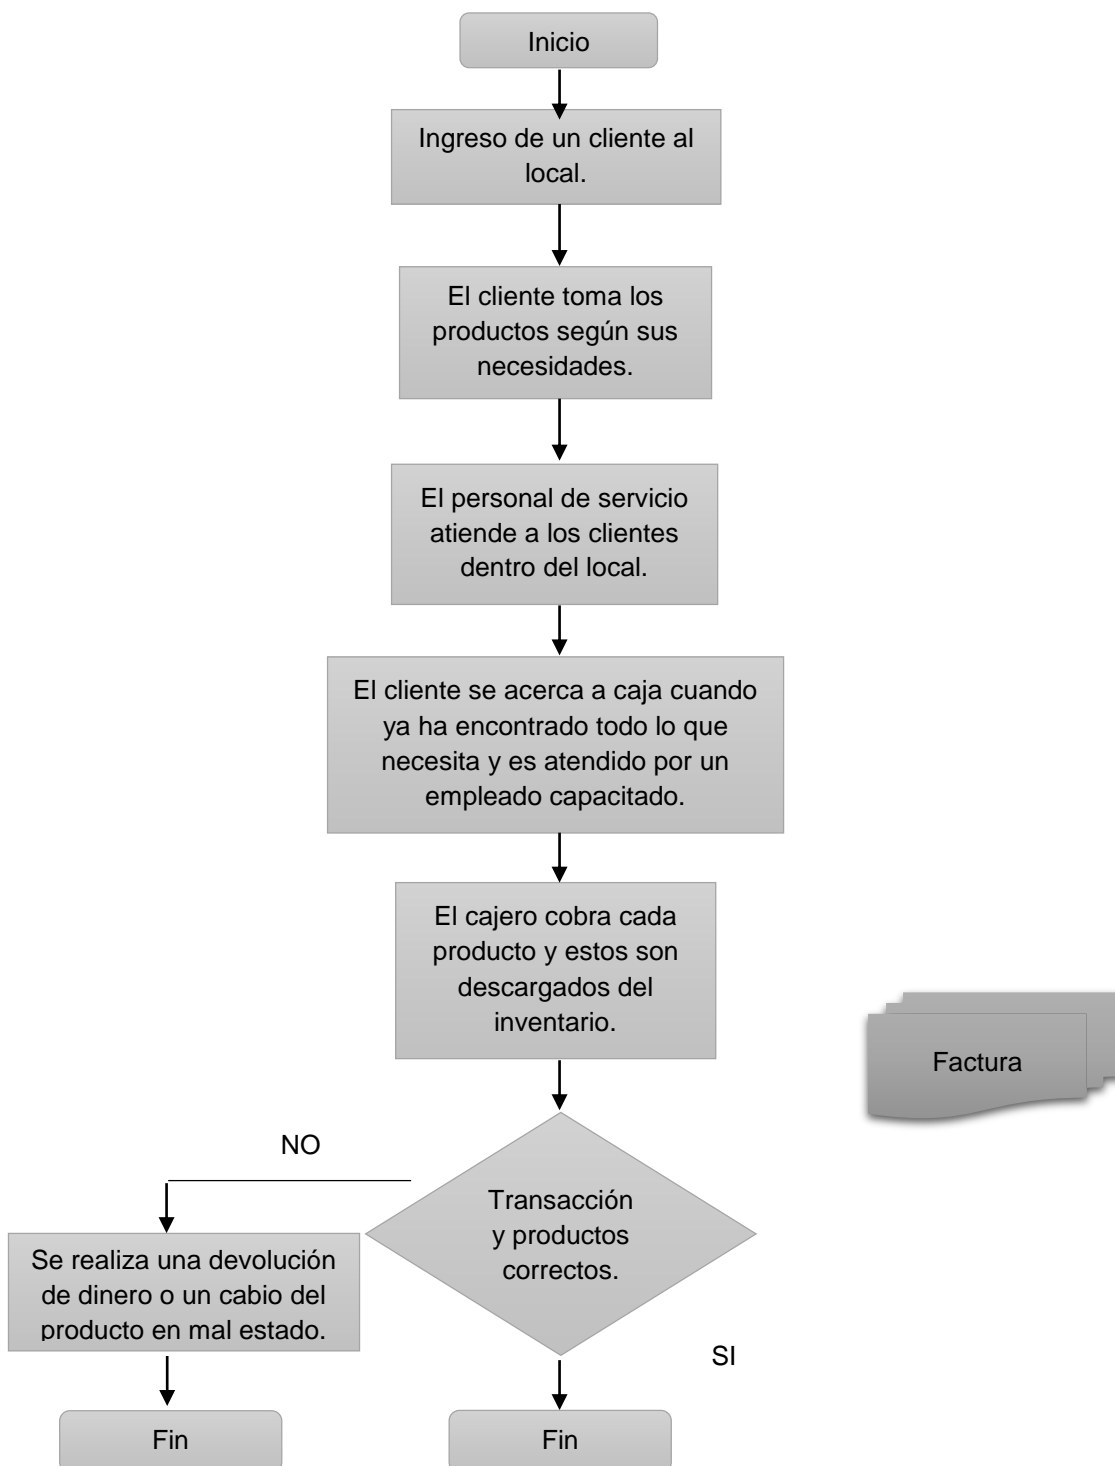 Inicio
Ingreso de un cliente al
local.
El cliente toma los
productos según sus
necesidades.
El personal de servicio
atiende a los clientes
dentro del local.
El cliente se acerca a caja cuando
ya ha encontrado todo lo que
necesita y es atendido por un
empleado capacitado.
El cajero cobra cada
producto y estos son
descargados del
inventario.
Factura
NO
Transacción
y productos
correctos.
Se realiza una devolución
de dinero o un cabio del
producto en mal estado.
SI
Fin
Fin